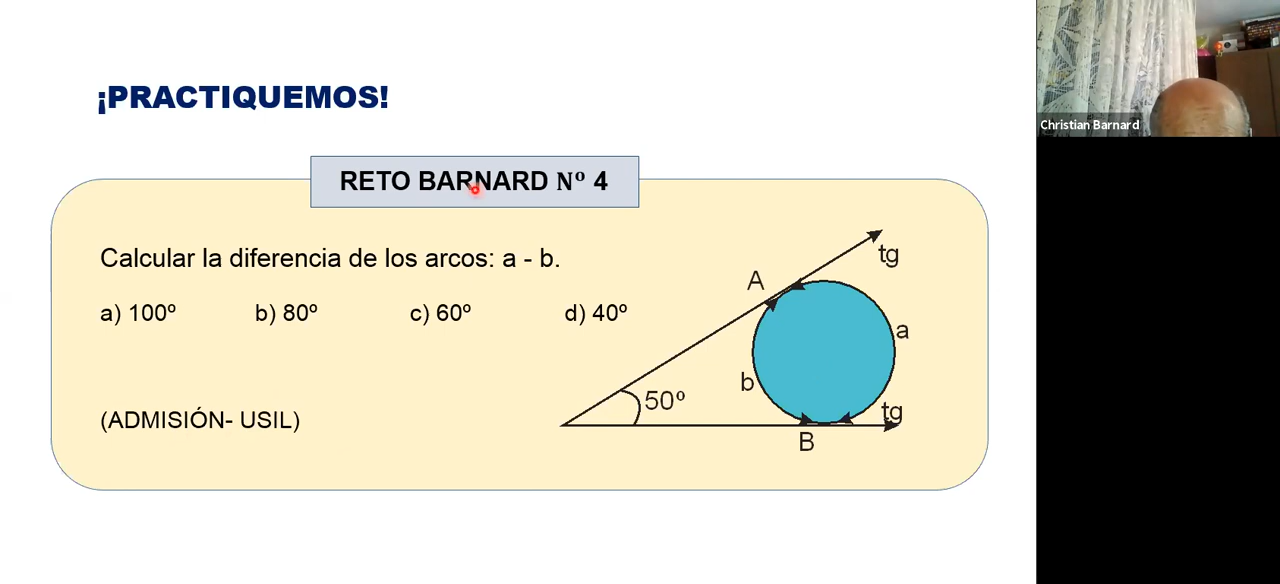 ¡PRACTIQUEMOS!
Christian Barnard
RETO BARNARD Nº 4
Calcular la diferencia de los arcos: a - b.
a) 100º b) 80º c) 60º d) 40º
(ADMISIÓN- USIL)
tg
A
a
b
50º
tg
B